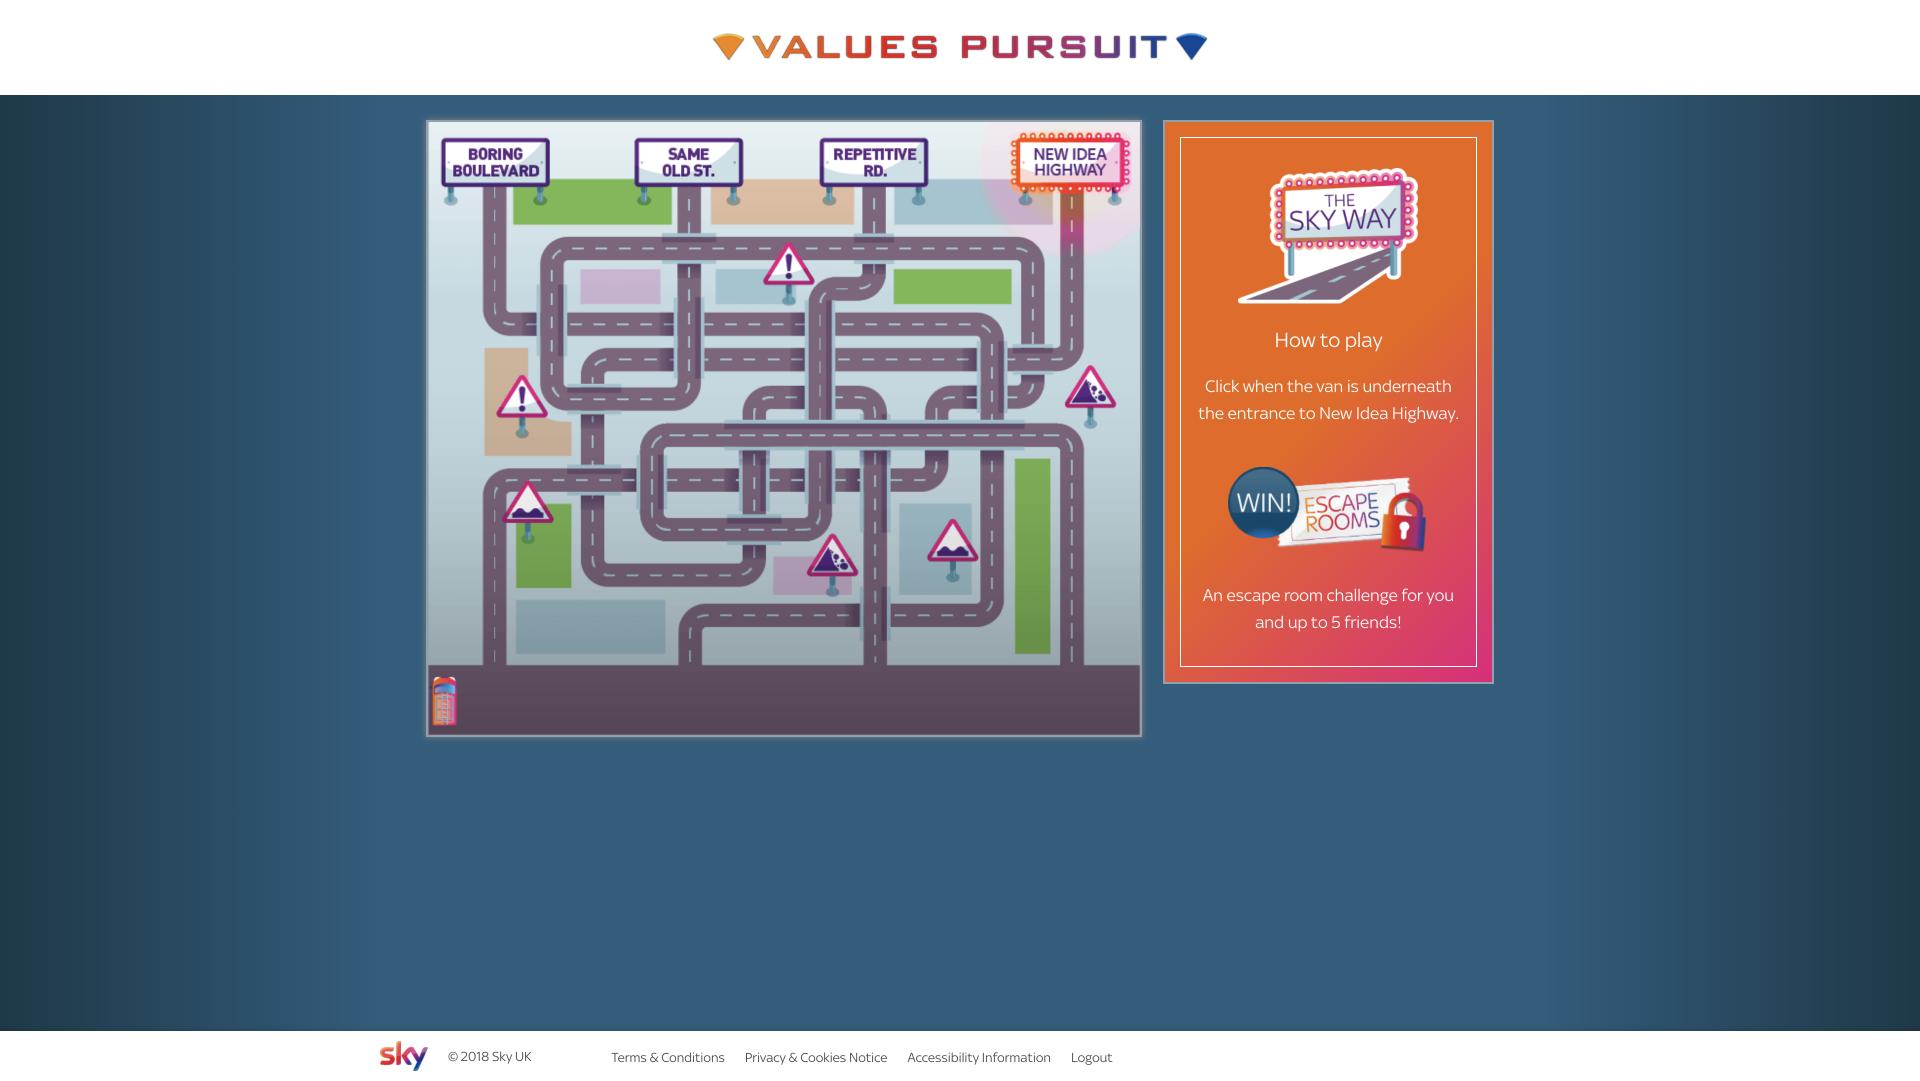 VALUES PURSUIT
BORING
BOULEVARD
SAME
OLD ST.
REPETITIVE
RD.
NEW IDEA
HIGHWAY
THE
SKY WAY
How to play
Click when the van is underneath
the entrance to New Idea Highway.
WIN!
ESCAPE
ROOMS
An escape room challenge for you
and up to 5 friends!
sky
© 2018 Sky UK
Terms & Conditions
Privacy & Cookies Notice
Accessibility Information
Logout